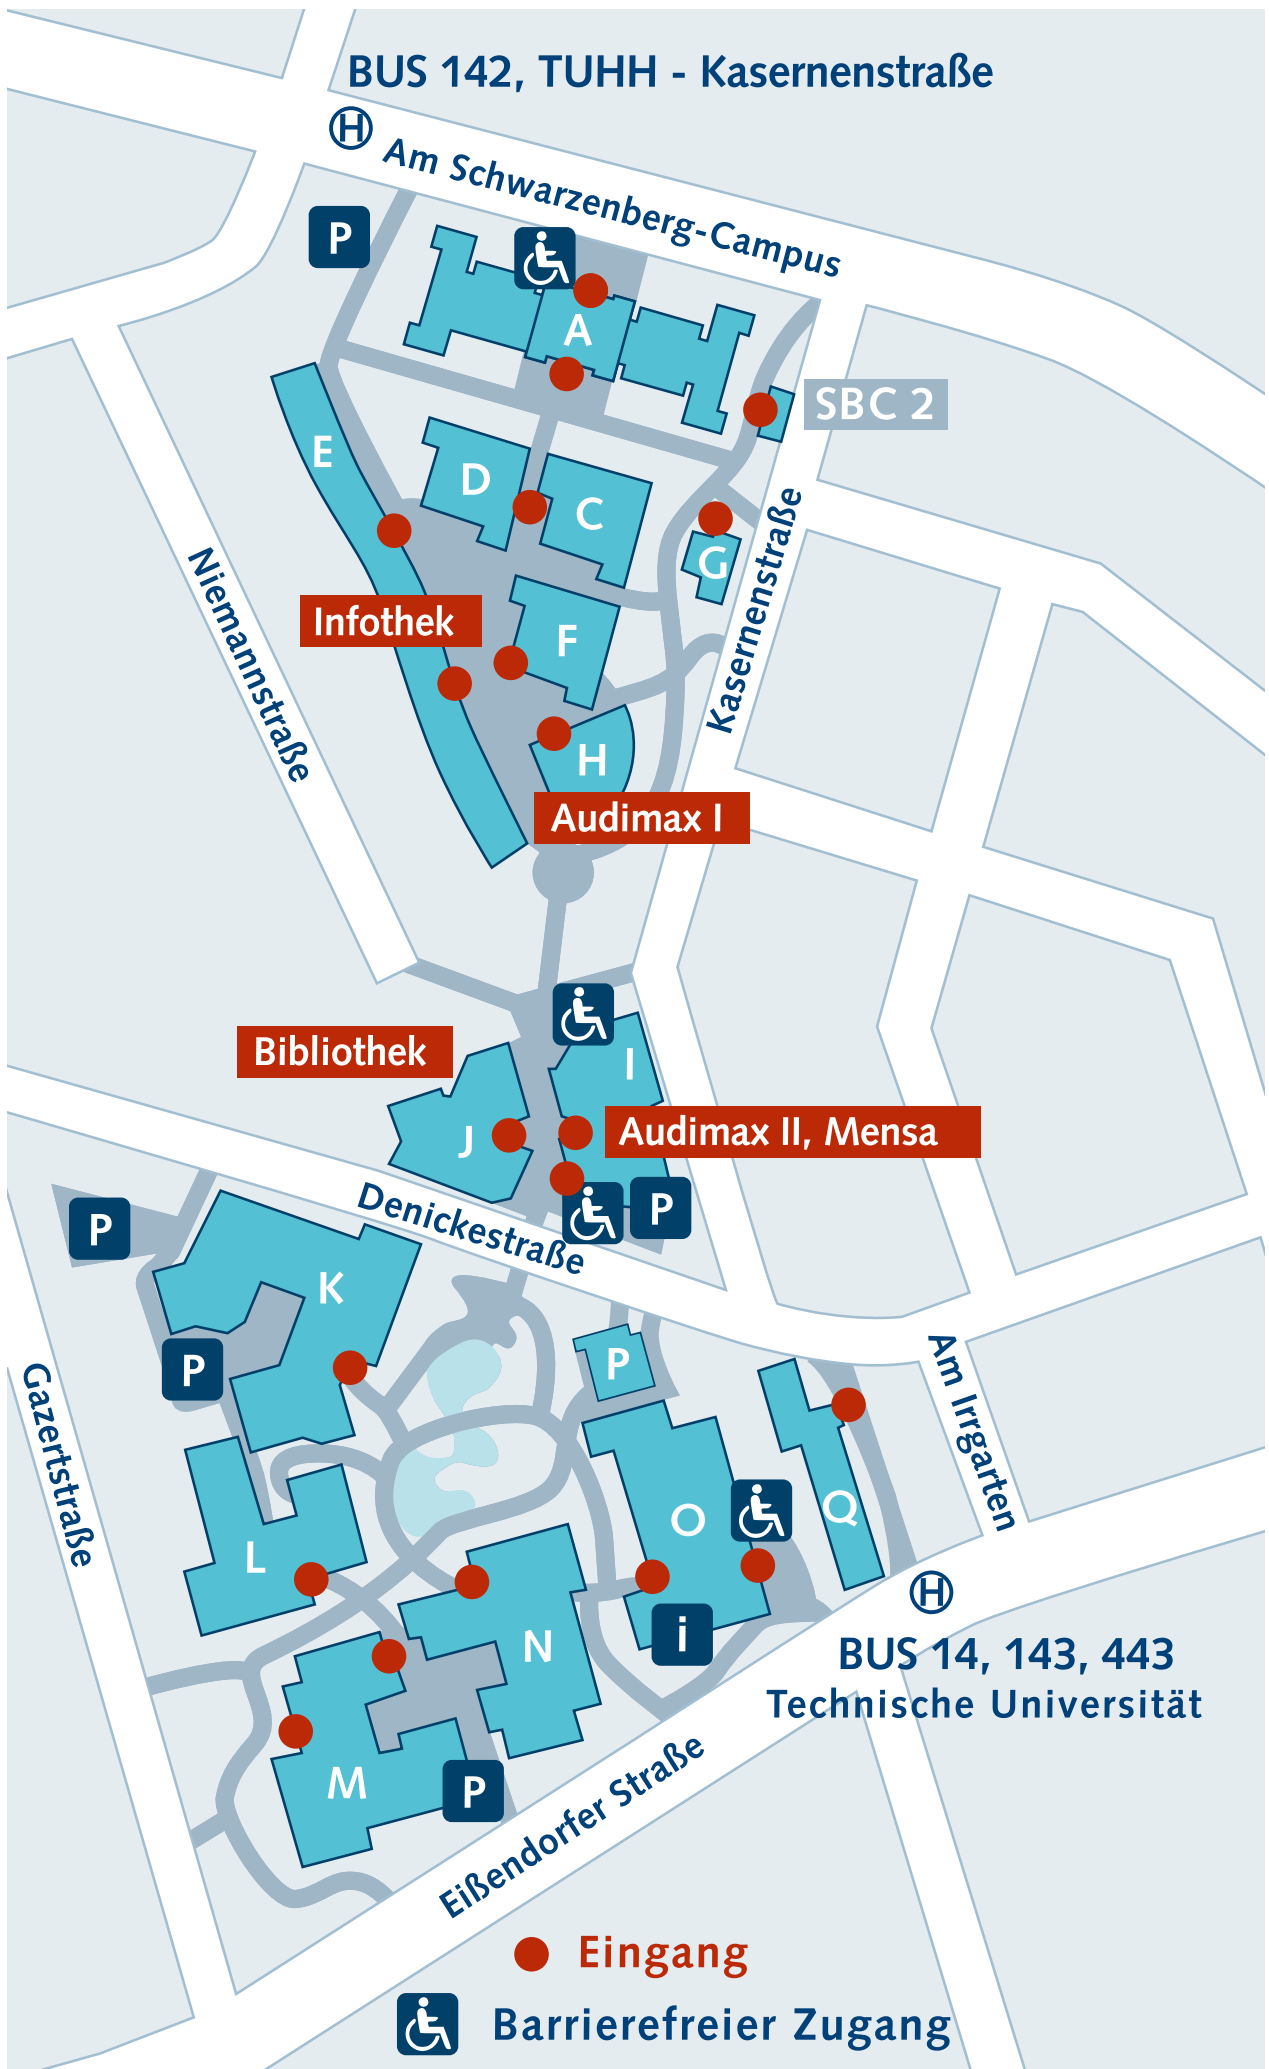 BUS 142, TUHH - Kasernenstraße
H
Am Schwarzenberg-Campus
P
A
SBC 2
E
D
C
G
Niemannstraße
Kasernenstraße
Infothek
F
H
Audimax I
Bibliothek
I
J
Audimax II, Mensa
Denickestraße
P
P
K
P
P
Gazertstraße
Am Irrgarten
O
Q
L
H
N
i
BUS 14, 143, 443
Technische Universität
M
P
Eißendorfer Straße
Eingang
Barrierefreier Zugang